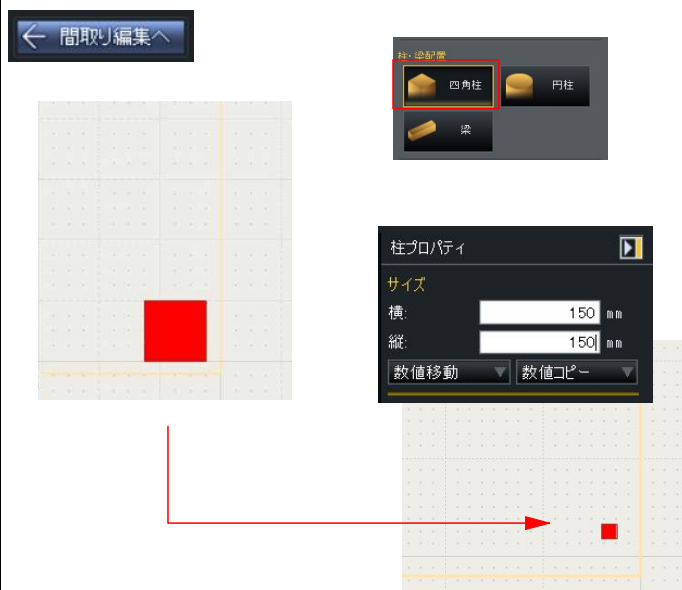 ← 間取り編集へ
柱・梁配置
四角柱
円柱
梁
柱プロパティ
サイズ
横: 150 mm
縦: 150 mm
数値移動 ▼ 数値コピー ▼